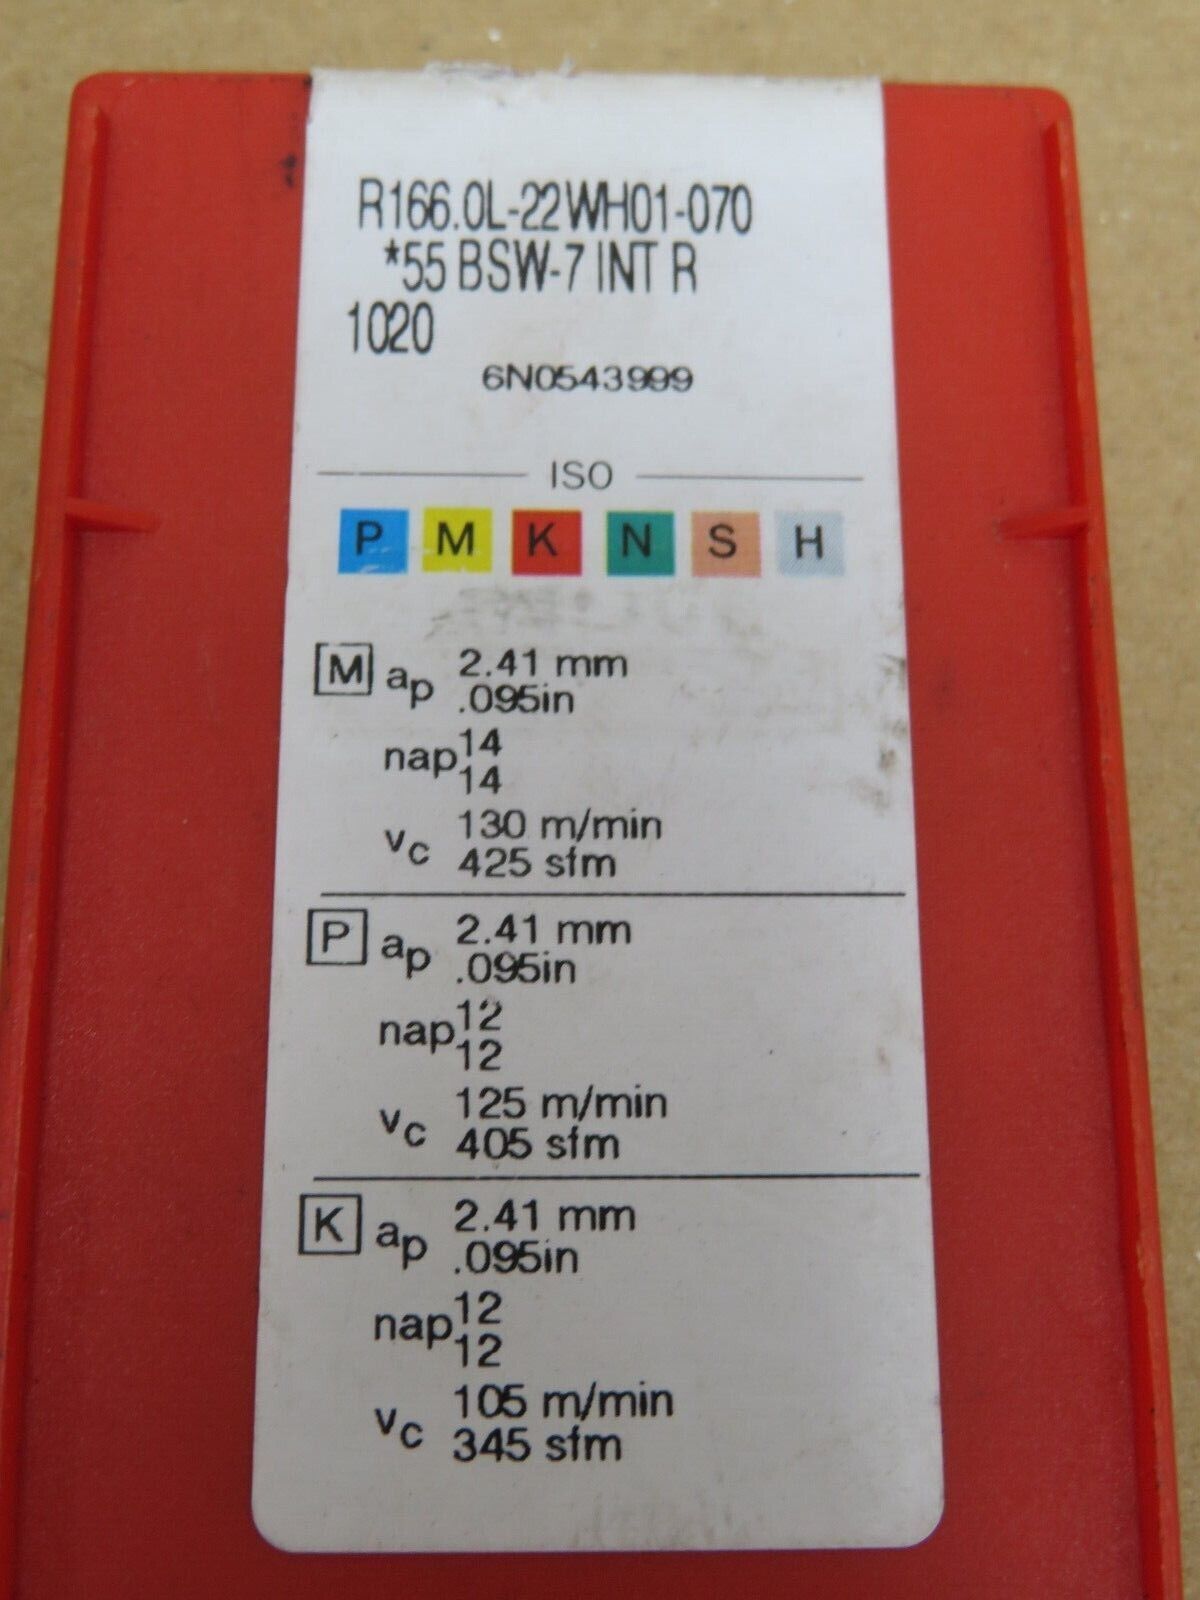 R166.0L-22WH01-070
*55 BSW-7 INT R
1020
6N0543999
ISO
P M K N S H
M ap 2.41 mm
.095in
nap 14
14
vc 130 m/min
425 sfm
P ap 2.41 mm
.095in
nap 12
12
vc 125 m/min
405 sfm
K ap 2.41 mm
.095in
nap 12
12
vc 105 m/min
345 sfm